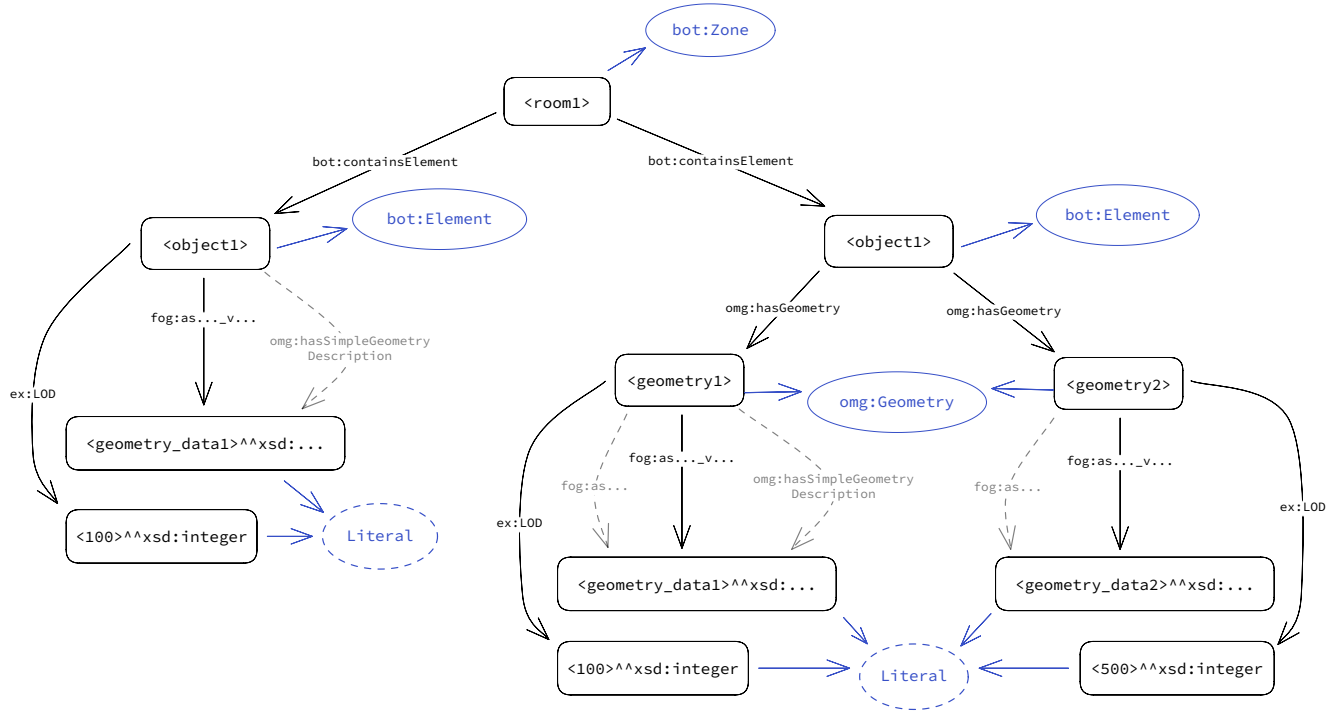 bot:Zone
<room1>
bot:containsElement
bot:containsElement
bot:Element
bot:Element
<object1>
<object1>
fog:as..._v...
omg:hasSimpleGeometry
Description
omg:hasGeometry
omg:hasGeometry
ex:LOD
<geometry1>
<geometry2>
omg:Geometry
<geometry_data1>^^xsd:...
fog:as..._v...
fog:as..._v...
fog:as...
omg:hasSimpleGeometry
Description
fog:as...
ex:LOD
ex:LOD
<100>^^xsd:integer
Literal
<geometry_data1>^^xsd:...
<geometry_data2>^^xsd:...
<100>^^xsd:integer
Literal
<500>^^xsd:integer